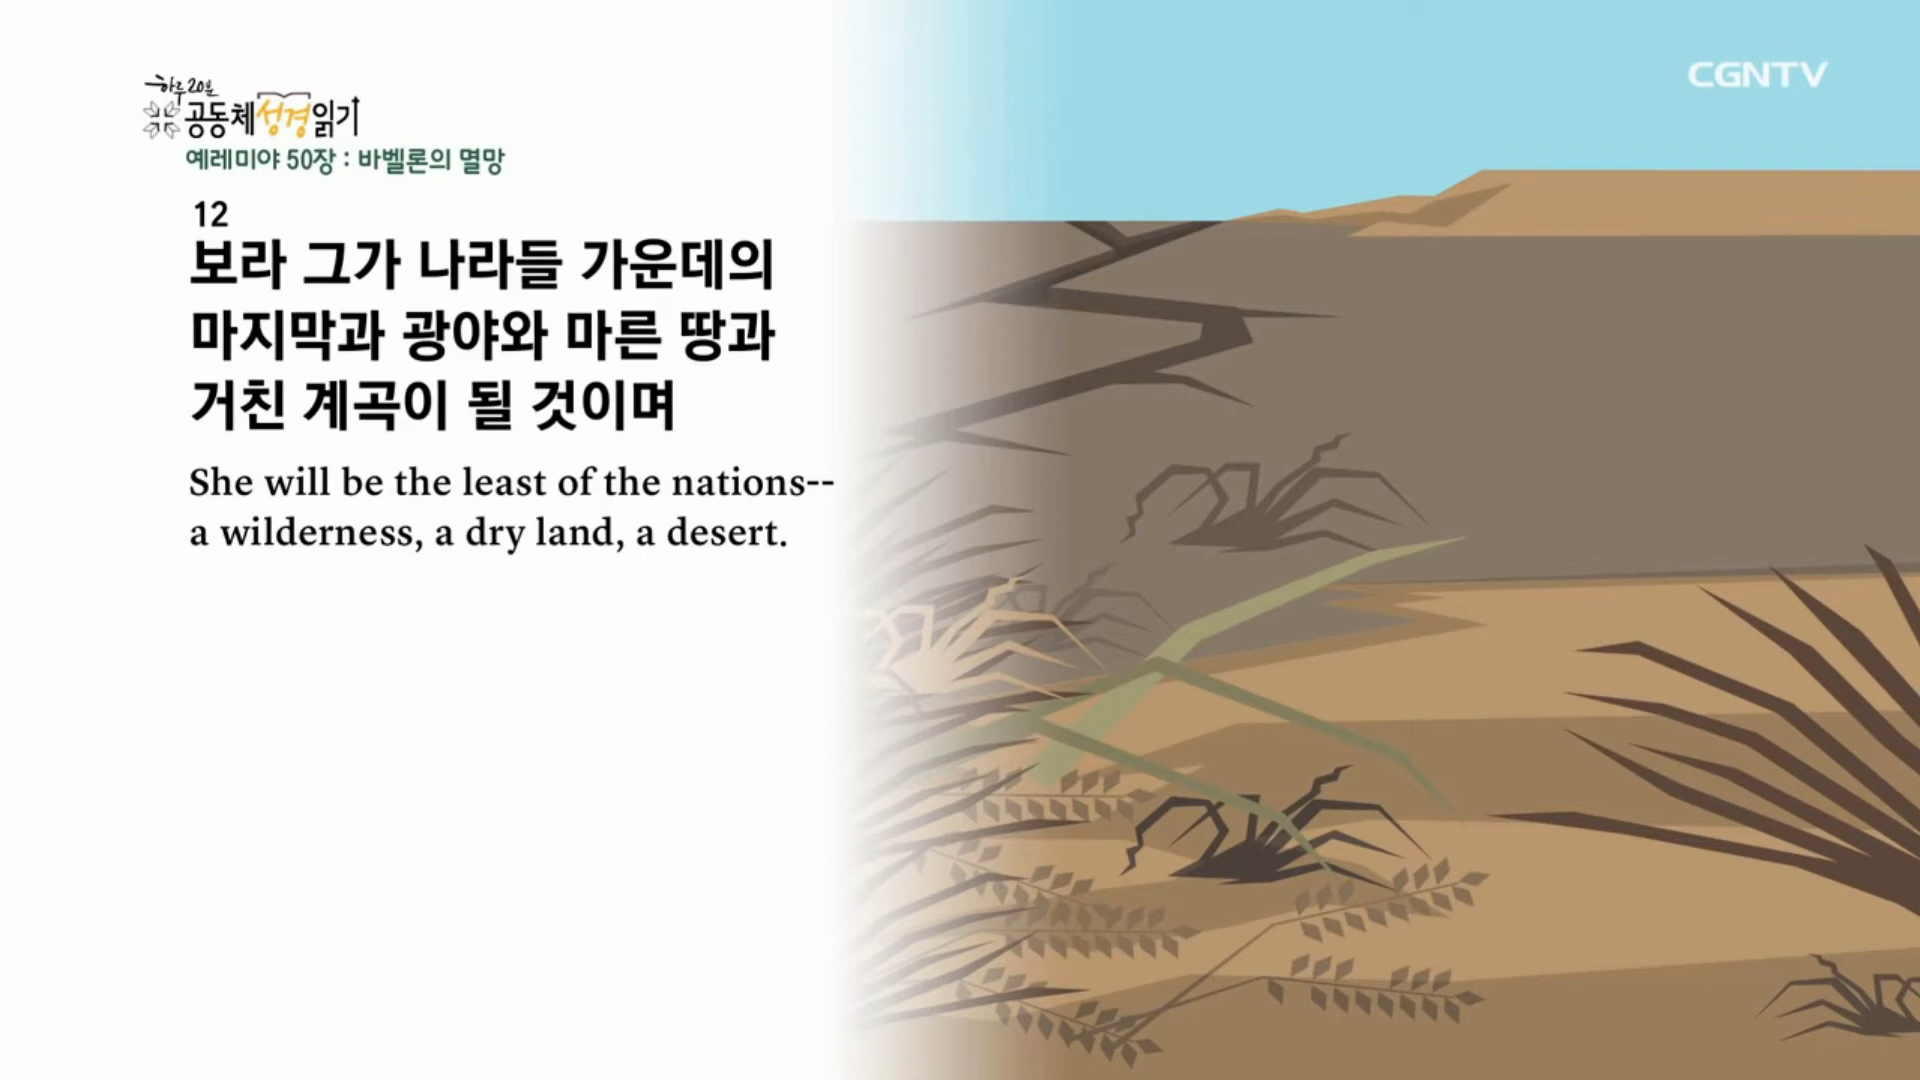 하루 20분
공동체성경읽기
CGNTV
예레미야 50장 : 바벨론의 멸망
12
보라 그가 나라들 가운데의
마지막과 광야와 마른 땅과
거친 계곡이 될 것이며
She will be the least of the nations--
a wilderness, a dry land, a desert.